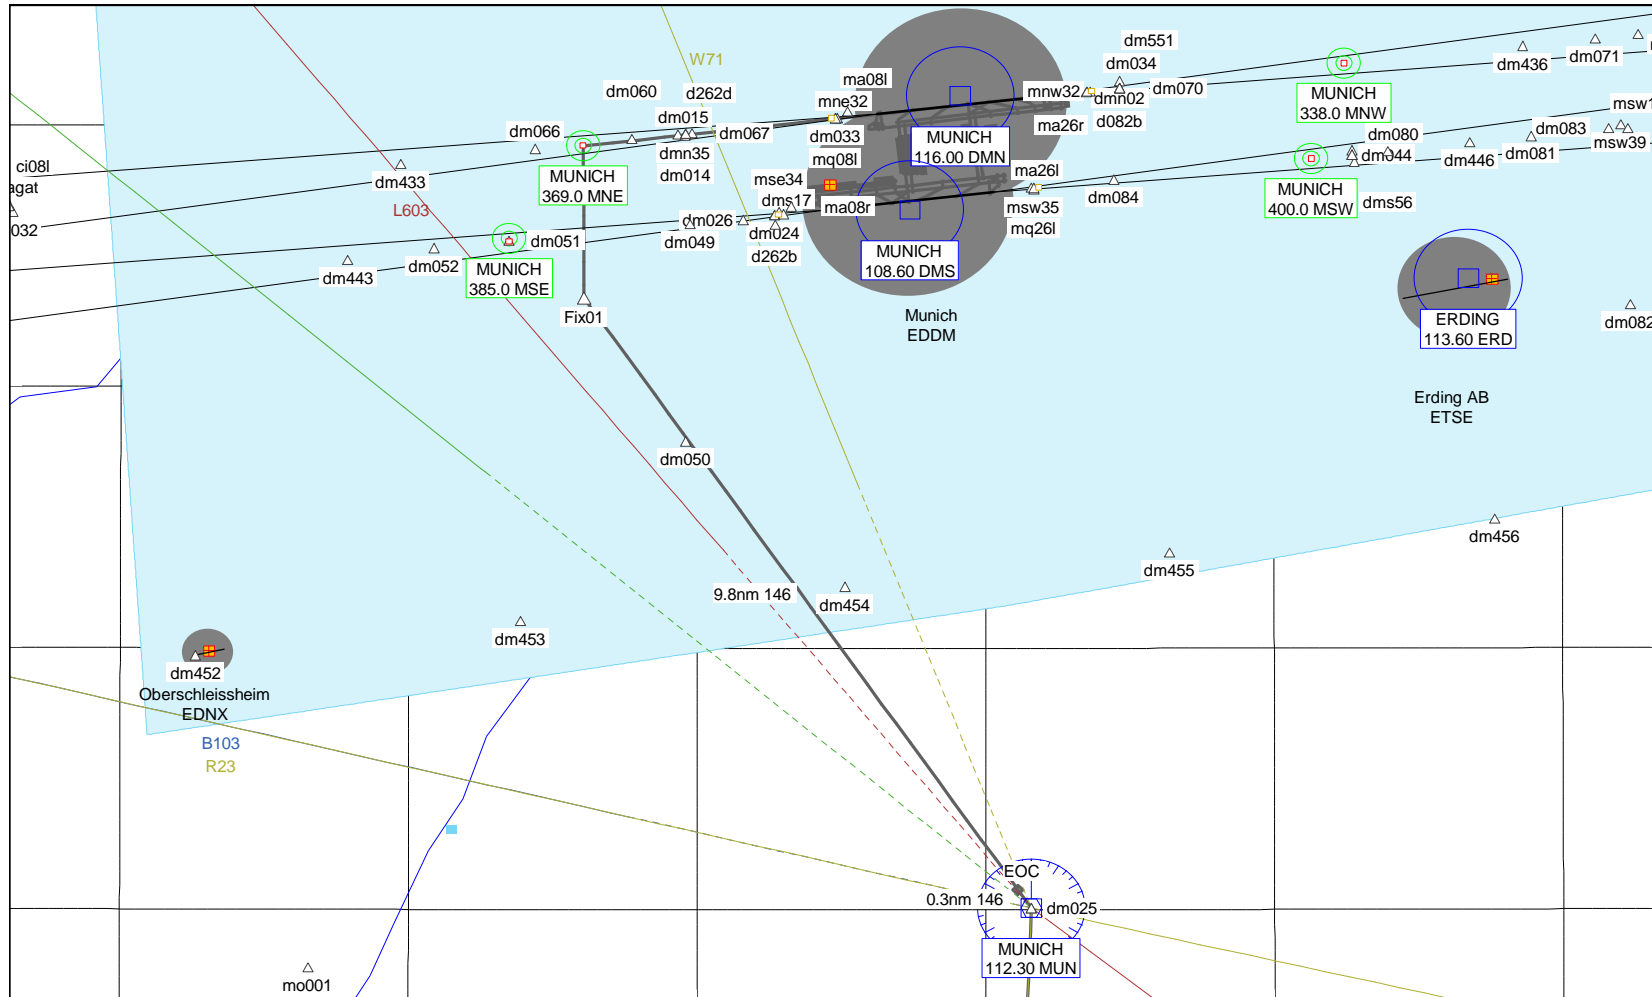 dm551
W71
dm034
dm436
dm071
ma08l
dm060
d262d
mnw32
dm070
dmn02
mne32
MUNICH
338.0 MNW
msw1
dm015
d082b
dm066
dm067
dm033
ma26r
dm080
dm083
MUNICH
116.00 DMN
dmn35
msw39
ci08l
mq08l
dm044
dm446
dm081
agat
MUNICH
369.0 MNE
dm014
ma26l
dm433
mse34
MUNICH
400.0 MSW
dm084
dms17
ma08r
msw35
dms56
L603
dm026
mq26l
032
dm024
dm049
dm051
d262b
MUNICH
108.60 DMS
dm052
MUNICH
385.0 MSE
dm443
Fix01
Munich
EDDM
ERDING
113.60 ERD
dm082
Erding AB
ETSE
dm050
dm456
dm455
9.8nm 146
dm454
dm453
dm452
Oberschleissheim
EDNX
B103
R23
EOC
0.3nm 146
dm025
MUNICH
112.30 MUN
mo001